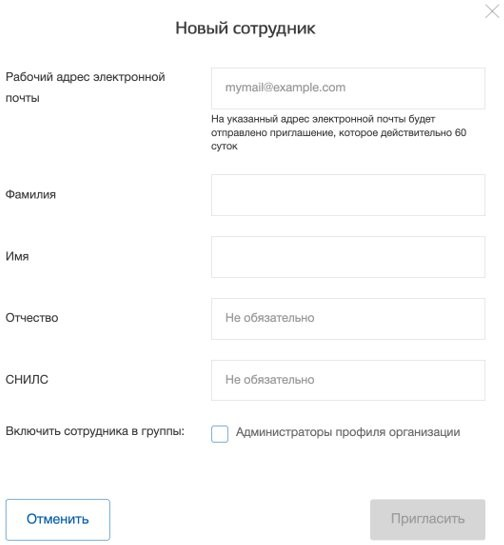 Новый сотрудник
Рабочий адрес электронной
почты
mymail@example.com
На указанный адрес электронной почты будет
отправлено приглашение, которое действительно 60
суток
Фамилия
Имя
Отчество
Не обязательно
СНИЛС
Не обязательно
Включить сотрудника в группы:
Администраторы профиля организации
Отменить
Пригласить